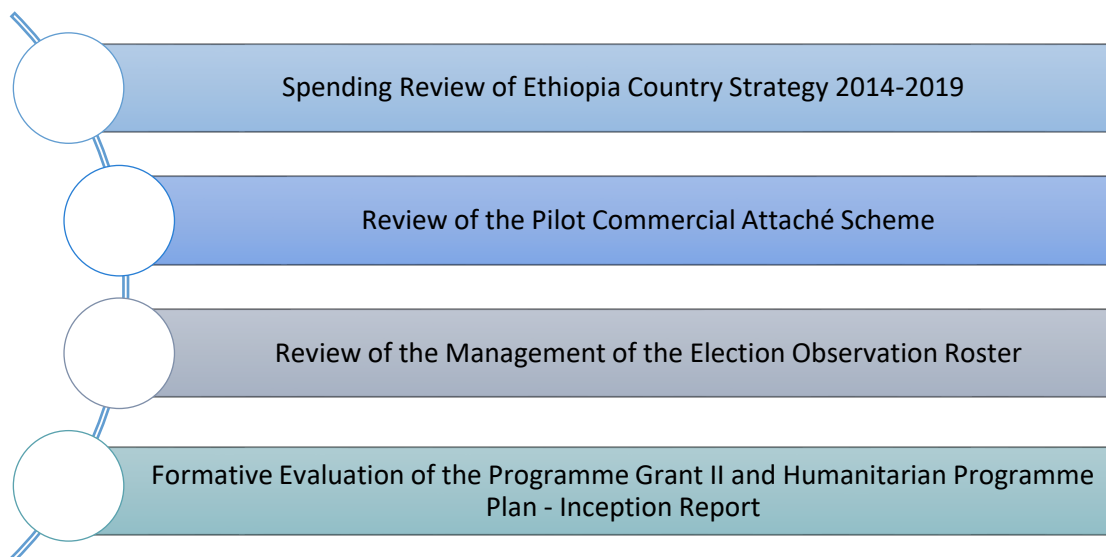 Spending Review of Ethiopia Country Strategy 2014-2019
Review of the Pilot Commercial Attaché Scheme
Review of the Management of the Election Observation Roster
Formative Evaluation of the Programme Grant II and Humanitarian Programme
Plan - Inception Report